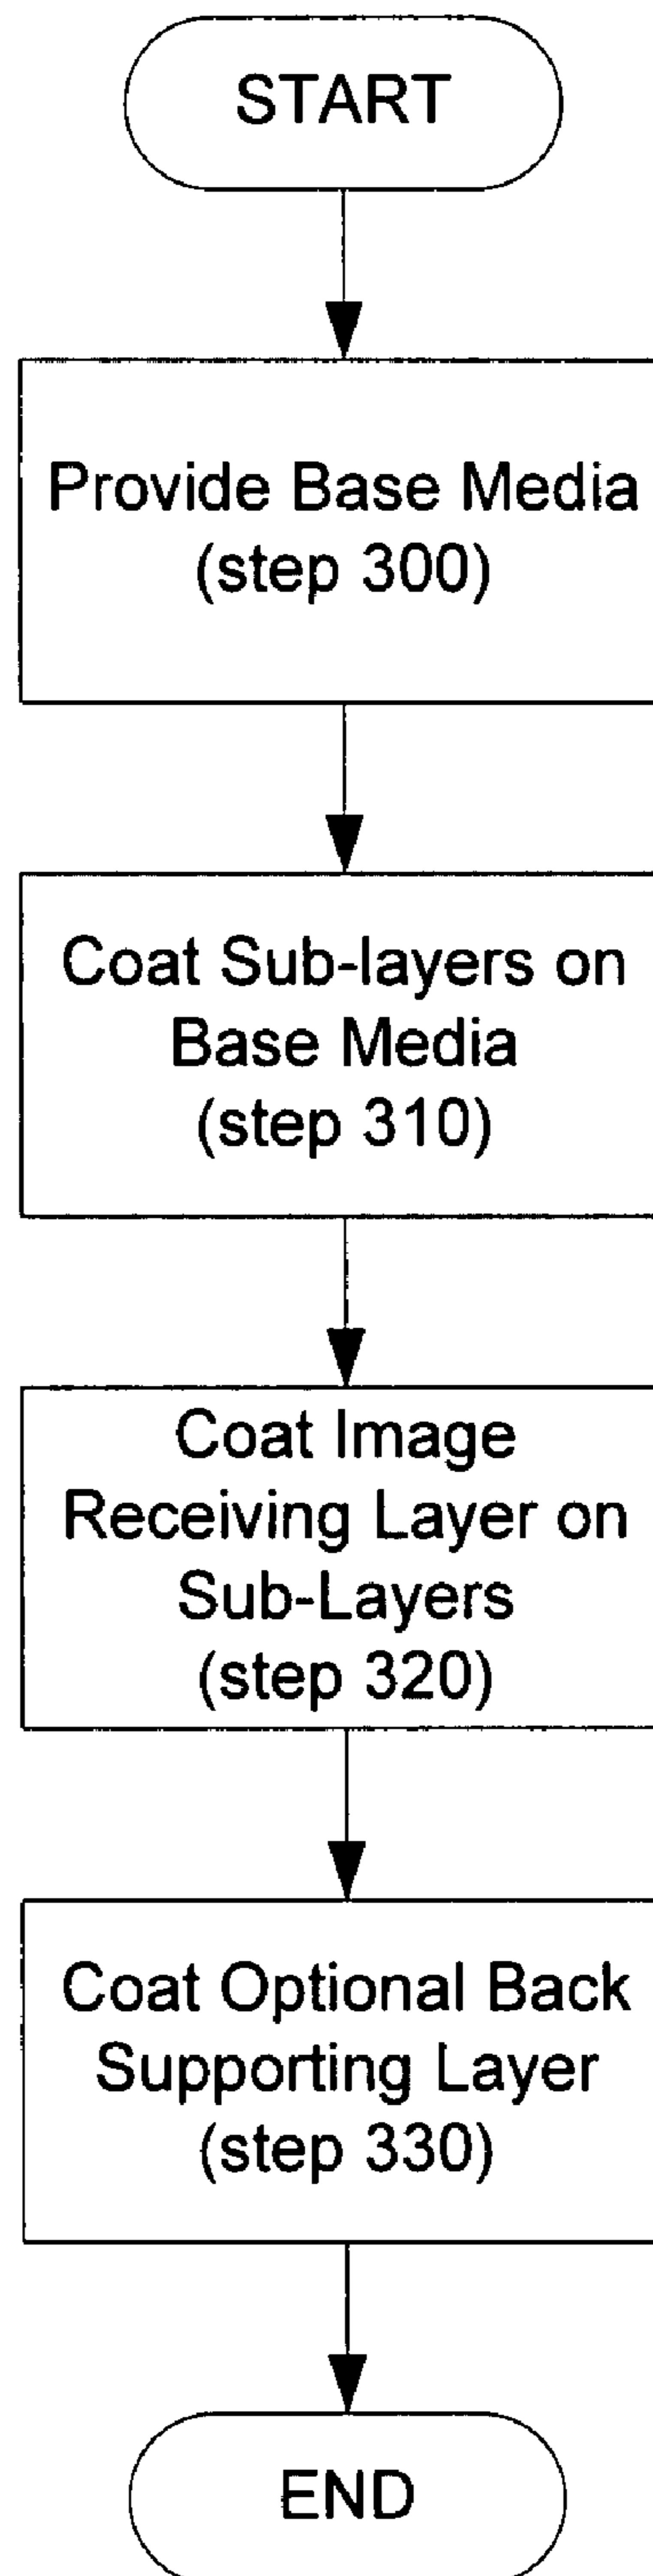 START
Provide Base Media
(step 300)
Coat Sub-layers on
Base Media
(step 310)
Coat Image
Receiving Layer on
Sub-Layers
(step 320)
Coat Optional Back
Supporting Layer
(step 330)
END